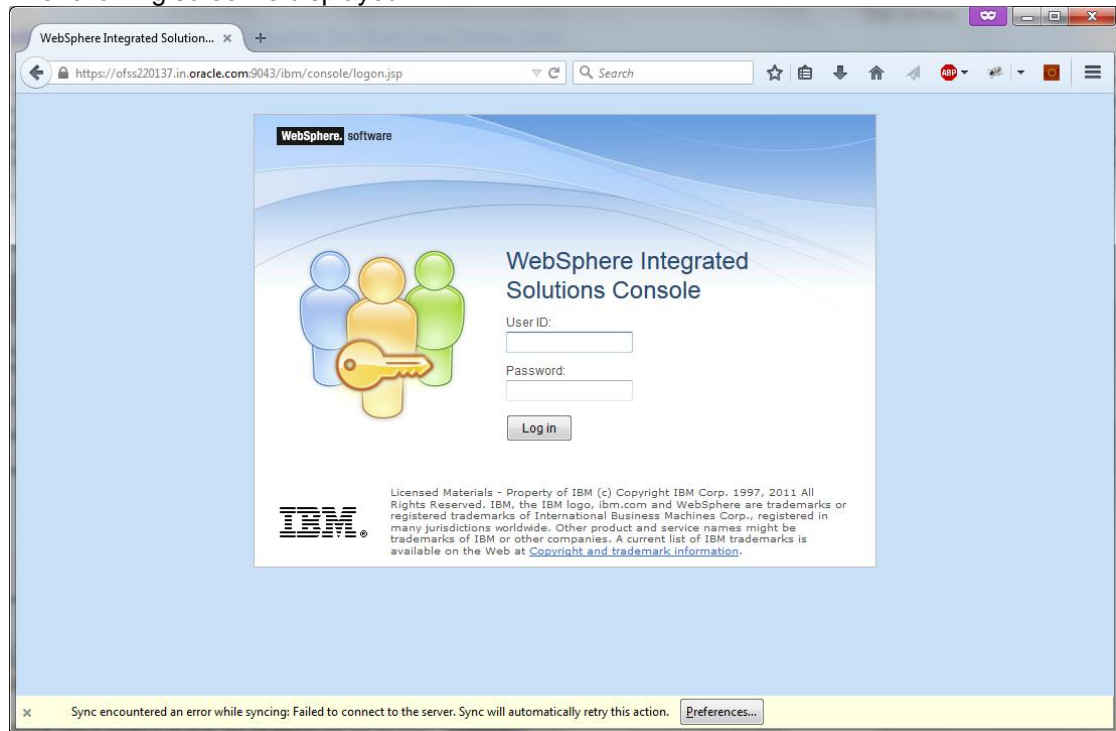 WebSphere Integrated Solution...
https://ofss220137.in.oracle.com:9043/ibm/console/logon.jsp
Search
ABP
WebSphere. software
WebSphere Integrated
Solutions Console
User ID:
Password:
Log in
Licensed Materials - Property of IBM (c) Copyright IBM Corp. 1997, 2011 All
Rights Reserved. IBM, the IBM logo, ibm.com and WebSphere are trademarks or
registered trademarks of International Business Machines Corp., registered in
many jurisdictions worldwide. Other product and service names might be
trademarks of IBM or other companies. A current list of IBM trademarks is
available on the Web at Copyright and trademark information.
IBM®
Sync encountered an error while syncing: Failed to connect to the server. Sync will automatically retry this action. Preferences...